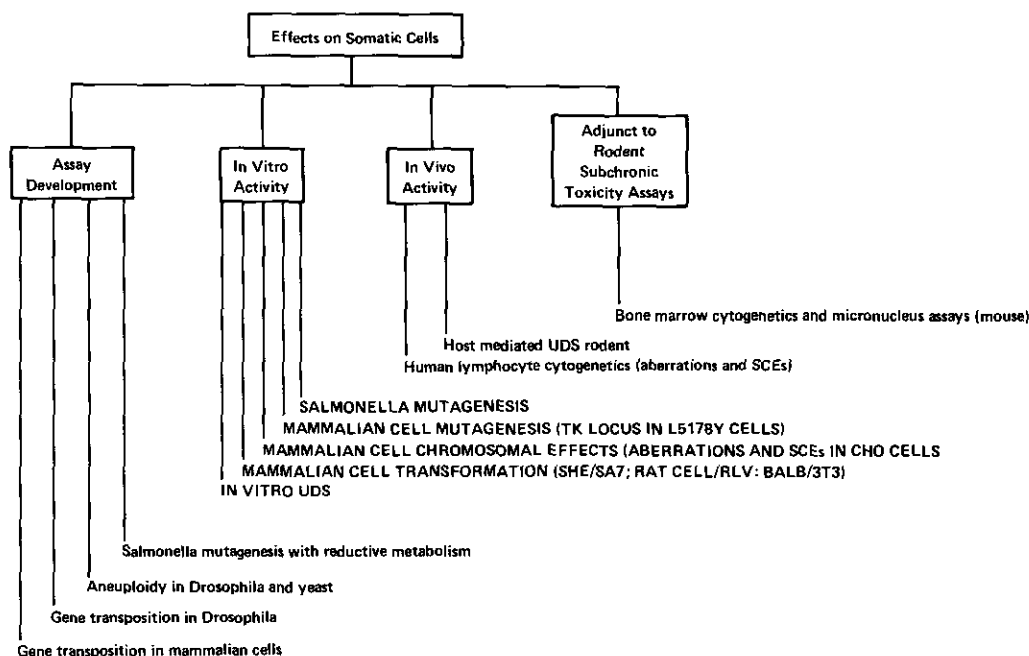 Effects on Somatic Cells
Assay
Development
In Vitro
Activity
In Vivo
Activity
Adjunct to
Rodent
Subchronic
Toxicity Assays
Bone marrow cytogenetics and micronucleus assays (mouse)
Host mediated UDS rodent
Human lymphocyte cytogenetics (aberrations and SCEs)
SALMONELLA MUTAGENESIS
MAMMALIAN CELL MUTAGENESIS (TK LOCUS IN L5178Y CELLS)
MAMMALIAN CELL CHROMOSOMAL EFFECTS (ABERRATIONS AND SCEs IN CHO CELLS
MAMMALIAN CELL TRANSFORMATION (SHE/SA7; RAT CELL/RLV: BALB/3T3)
IN VITRO UDS
Salmonella mutagenesis with reductive metabolism
Aneuploidy in Drosophila and yeast
Gene transposition in Drosophila
Gene transposition in mammalian cells